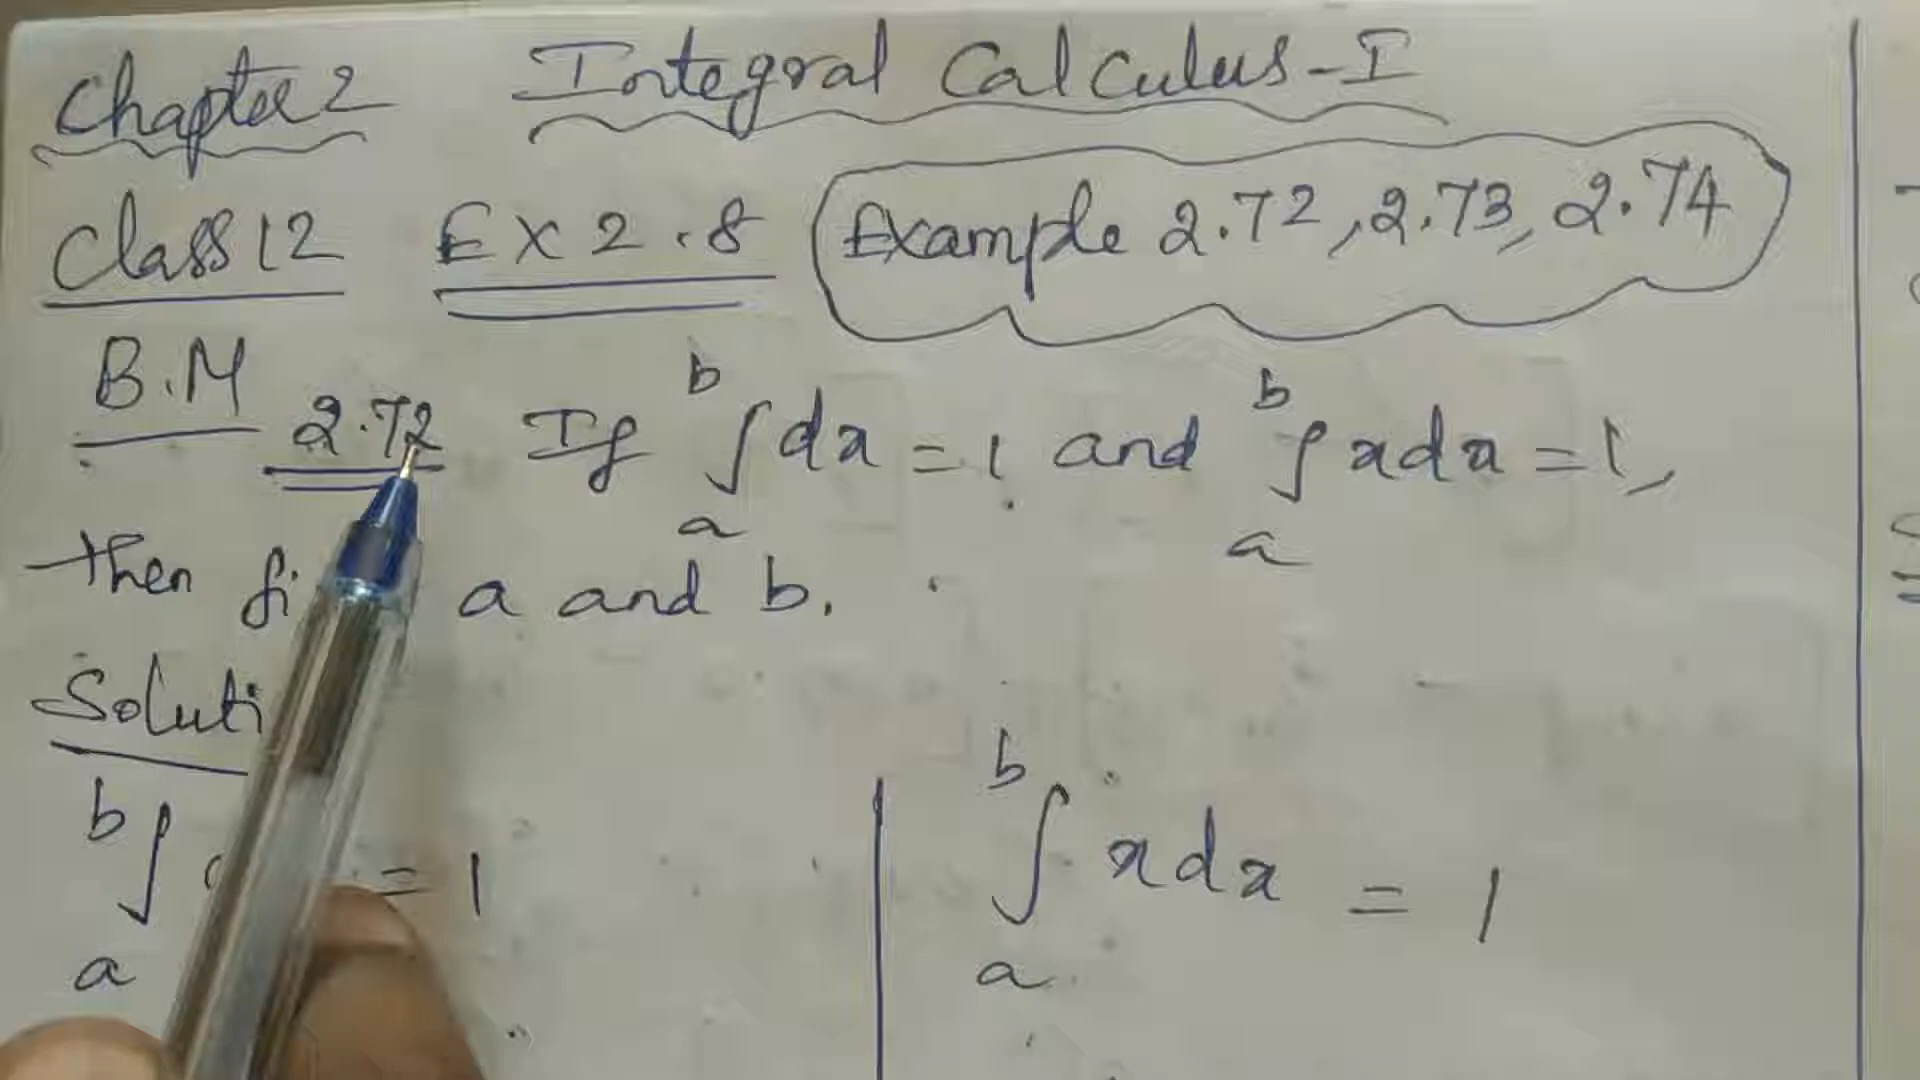 Chapter 2 Integral Calculus-I
Class 12 EX 2.8 Example 2.72, 2.73, 2.74
B.M
2.72 If ∫ₐᵇ dx = 1 and ∫ₐᵇ x dx = 1,
then a and b.
∫ₐᵇ = 1
∫ₐᵇ x dx = 1